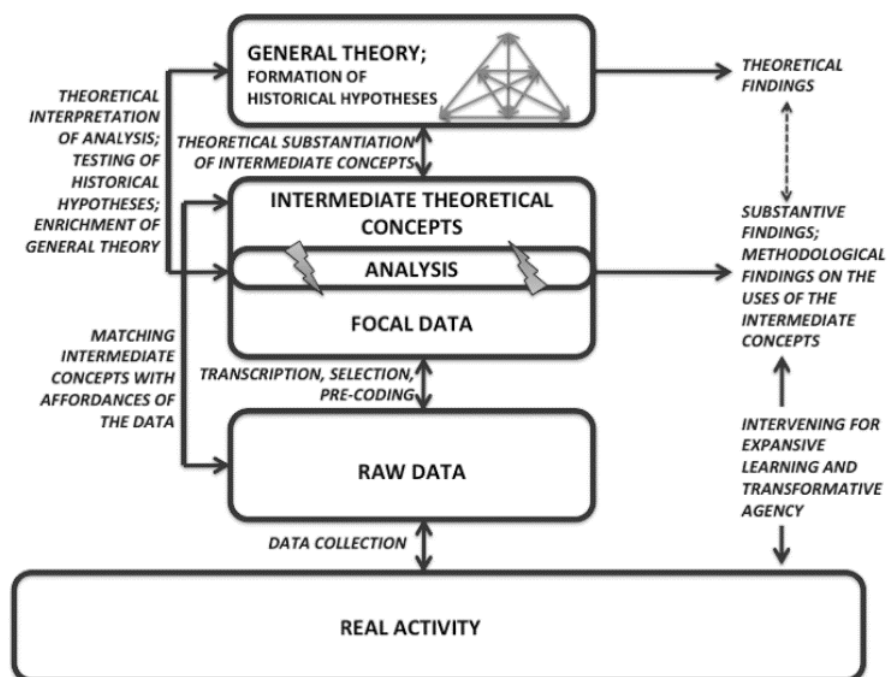 GENERAL THEORY;
FORMATION OF
HISTORICAL HYPOTHESES
THEORETICAL
FINDINGS
THEORETICAL
INTERPRETATION
OF ANALYSIS;
TESTING OF
HISTORICAL
HYPOTHESES;
ENRICHMENT OF
GENERAL THEORY
THEORETICAL SUBSTANTIATION
OF INTERMEDIATE CONCEPTS
INTERMEDIATE THEORETICAL
CONCEPTS
ANALYSIS
FOCAL DATA
SUBSTANTIVE
FINDINGS;
METHODOLOGICAL
FINDINGS ON THE
USES OF THE
INTERMEDIATE
CONCEPTS
MATCHING
INTERMEDIATE
CONCEPTS WITH
AFFORDANCES OF
THE DATA
TRANSCRIPTION, SELECTION,
PRE-CODING
RAW DATA
INTERVENING FOR
EXPANSIVE
LEARNING AND
TRANSFORMATIVE
AGENCY
DATA COLLECTION
REAL ACTIVITY